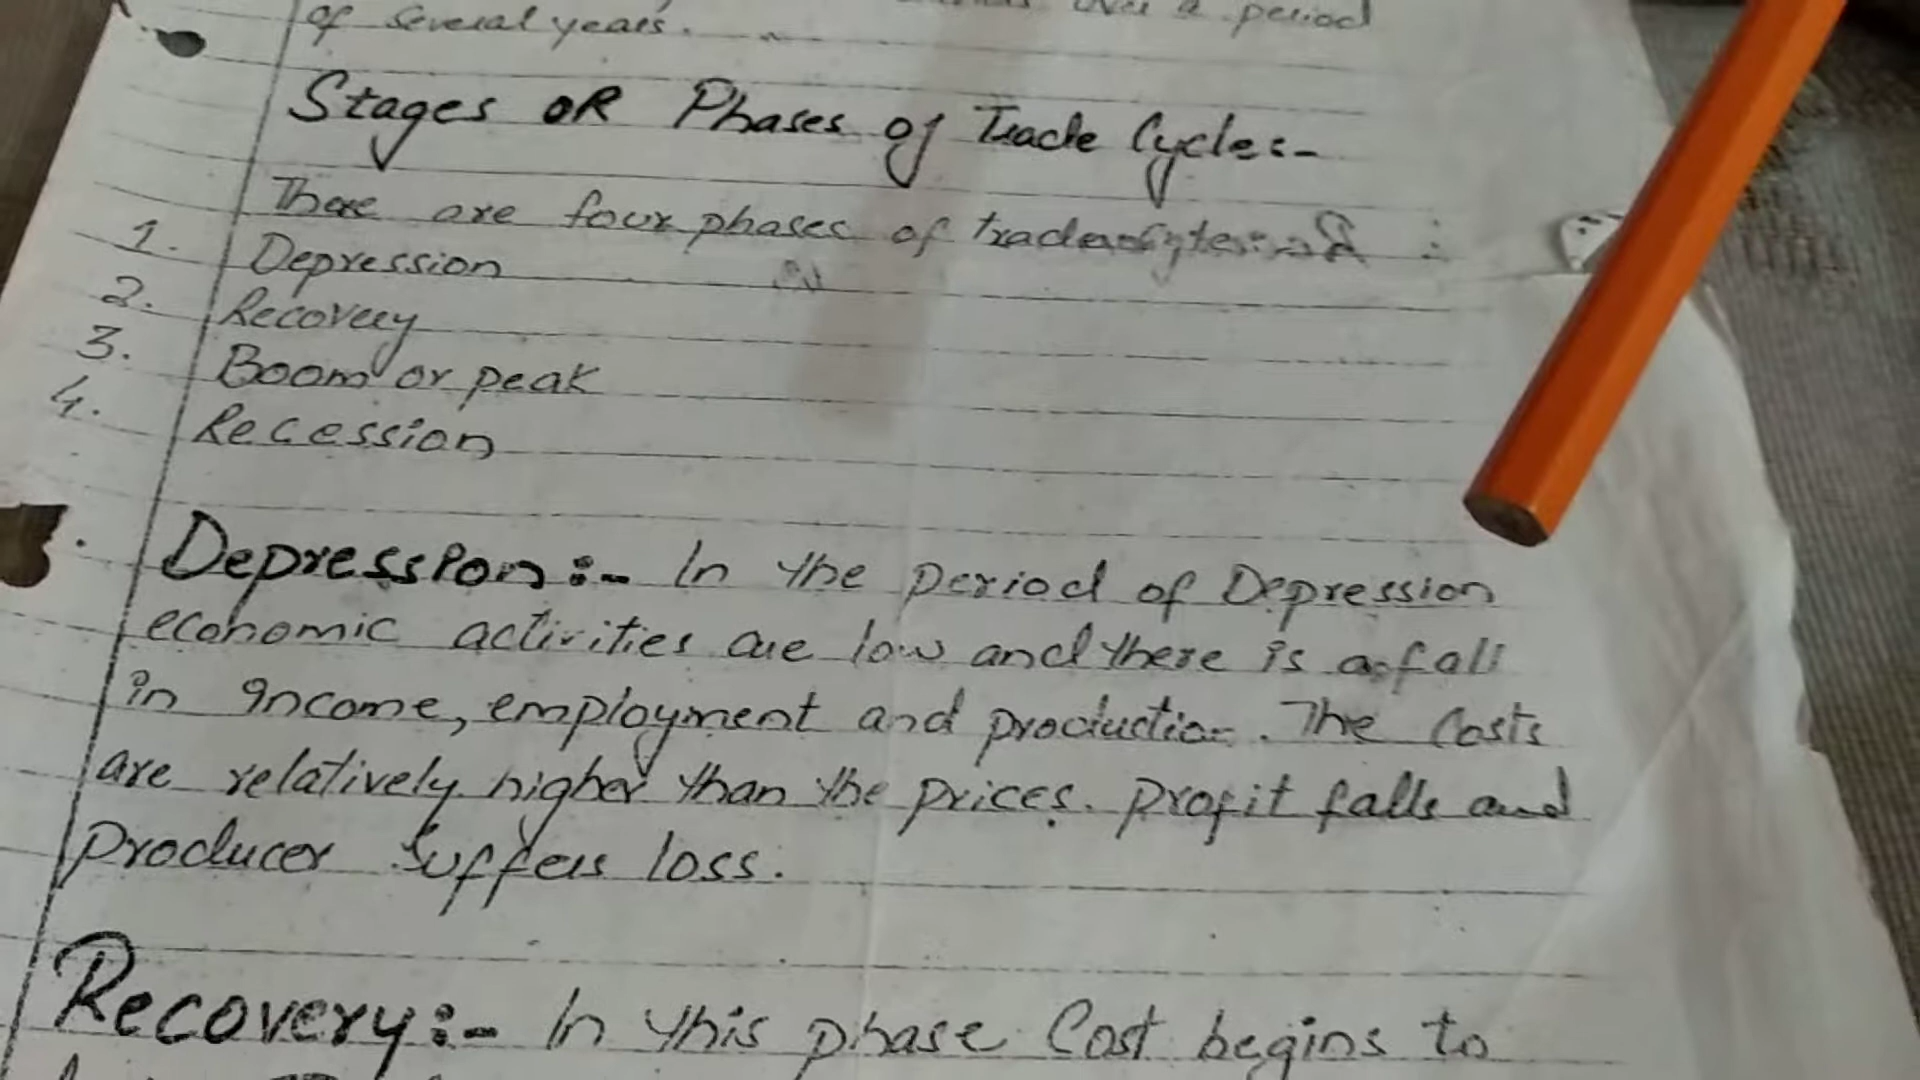 over a period
of several years.
Stages OR Phases of Trade Cycle:-
There are four phases of trade :
1. Depression
2. Recovery
3. Boom or peak
4. Recession
Depression:- In the period of Depression
economic activities are low and there is a fall
in income, employment and production. The Costs
are relatively higher than the prices. Profit falls and
Producer suffers loss.
Recovery:- In this phase Cost begins to